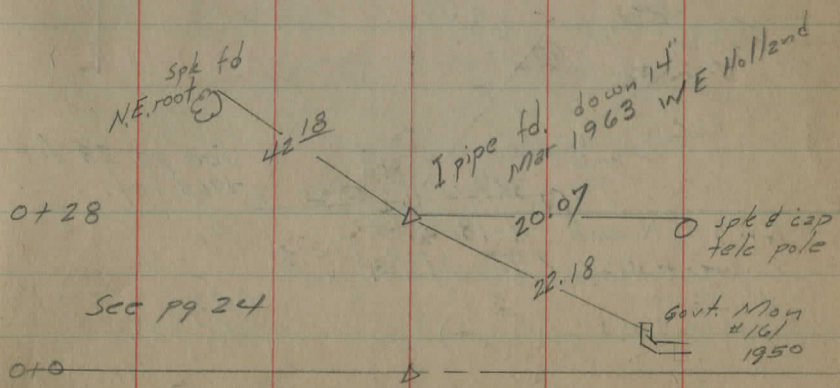 spk fd
N.E. root
42 18
I pipe fd. down 14"
Mar 1963 W E Holland
0+28
20.07
spk & cap
tele pole
22.18
See pg 24
Govt. Mon
#161
1950
0+0